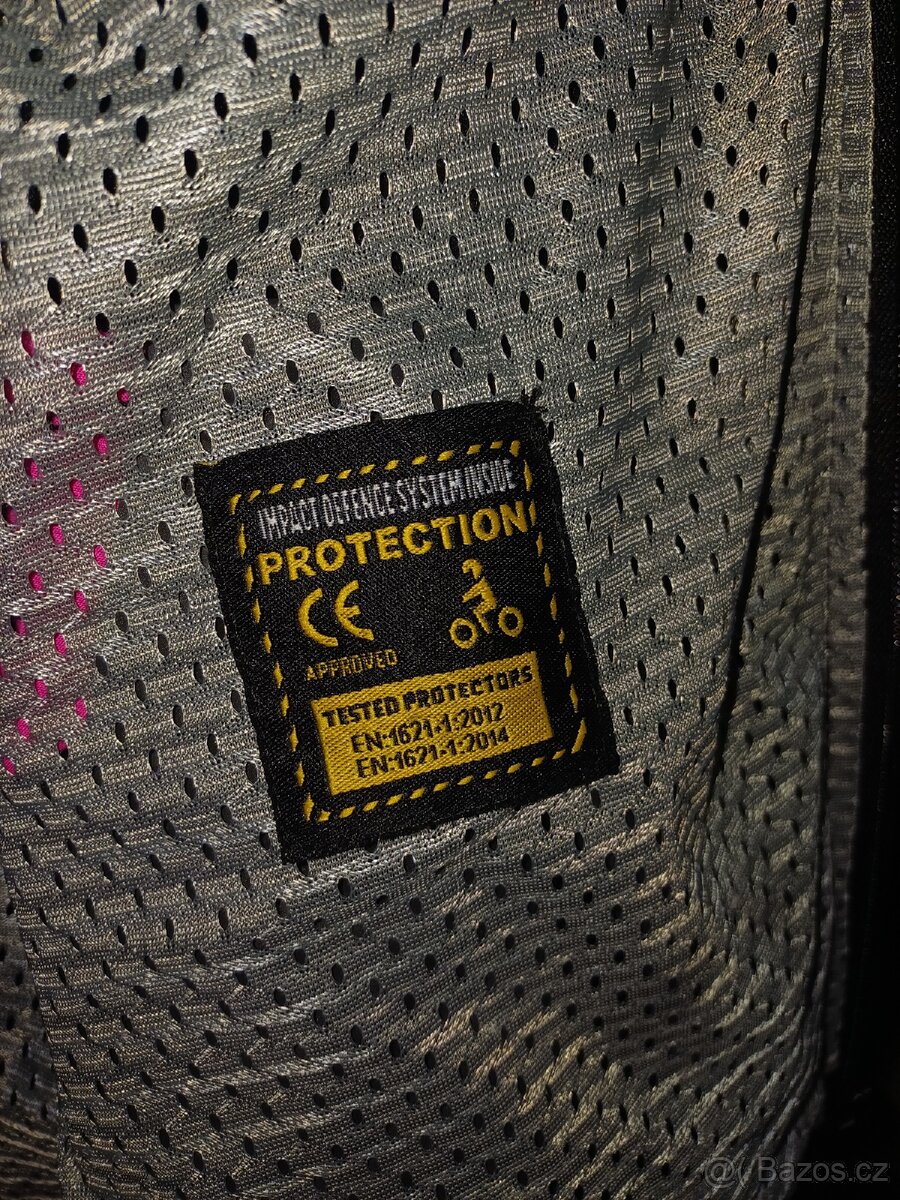 IMPACT DEFENCE SYSTEM INSIDE
PROTECTION
CE
APPROVED
TESTED PROTECTORS
EN:1621-1:2012
EN:1621-1:2014
@ Bazos.cz